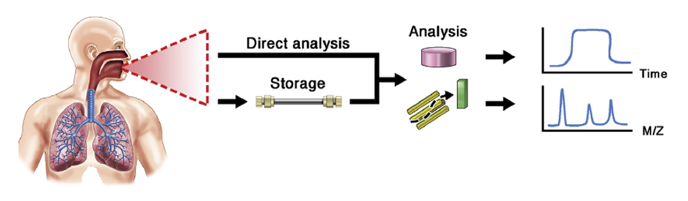 Direct analysis
Storage
Analysis
Time
M/Z